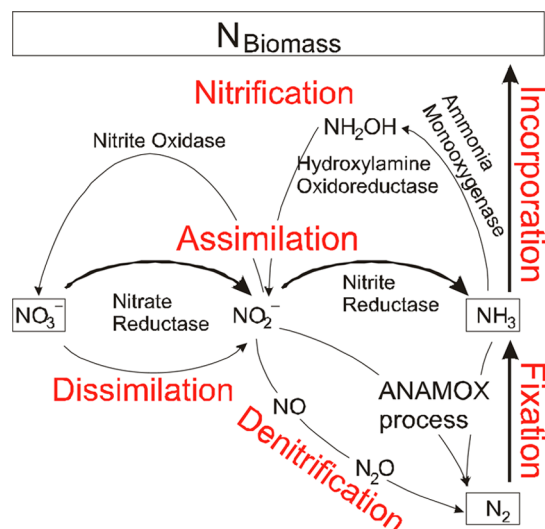 N Biomass
Nitrification
NH2OH
Nitrite Oxidase
Hydroxylamine
Oxidoreductase
Ammonia
Monooxygenase
Incorporation
Assimilation
NO3−
Nitrate
Reductase
NO2−
Nitrite
Reductase
NH3
Dissimilation
ANAMOX
process
NO
Denitrification
N2O
Fixation
N2